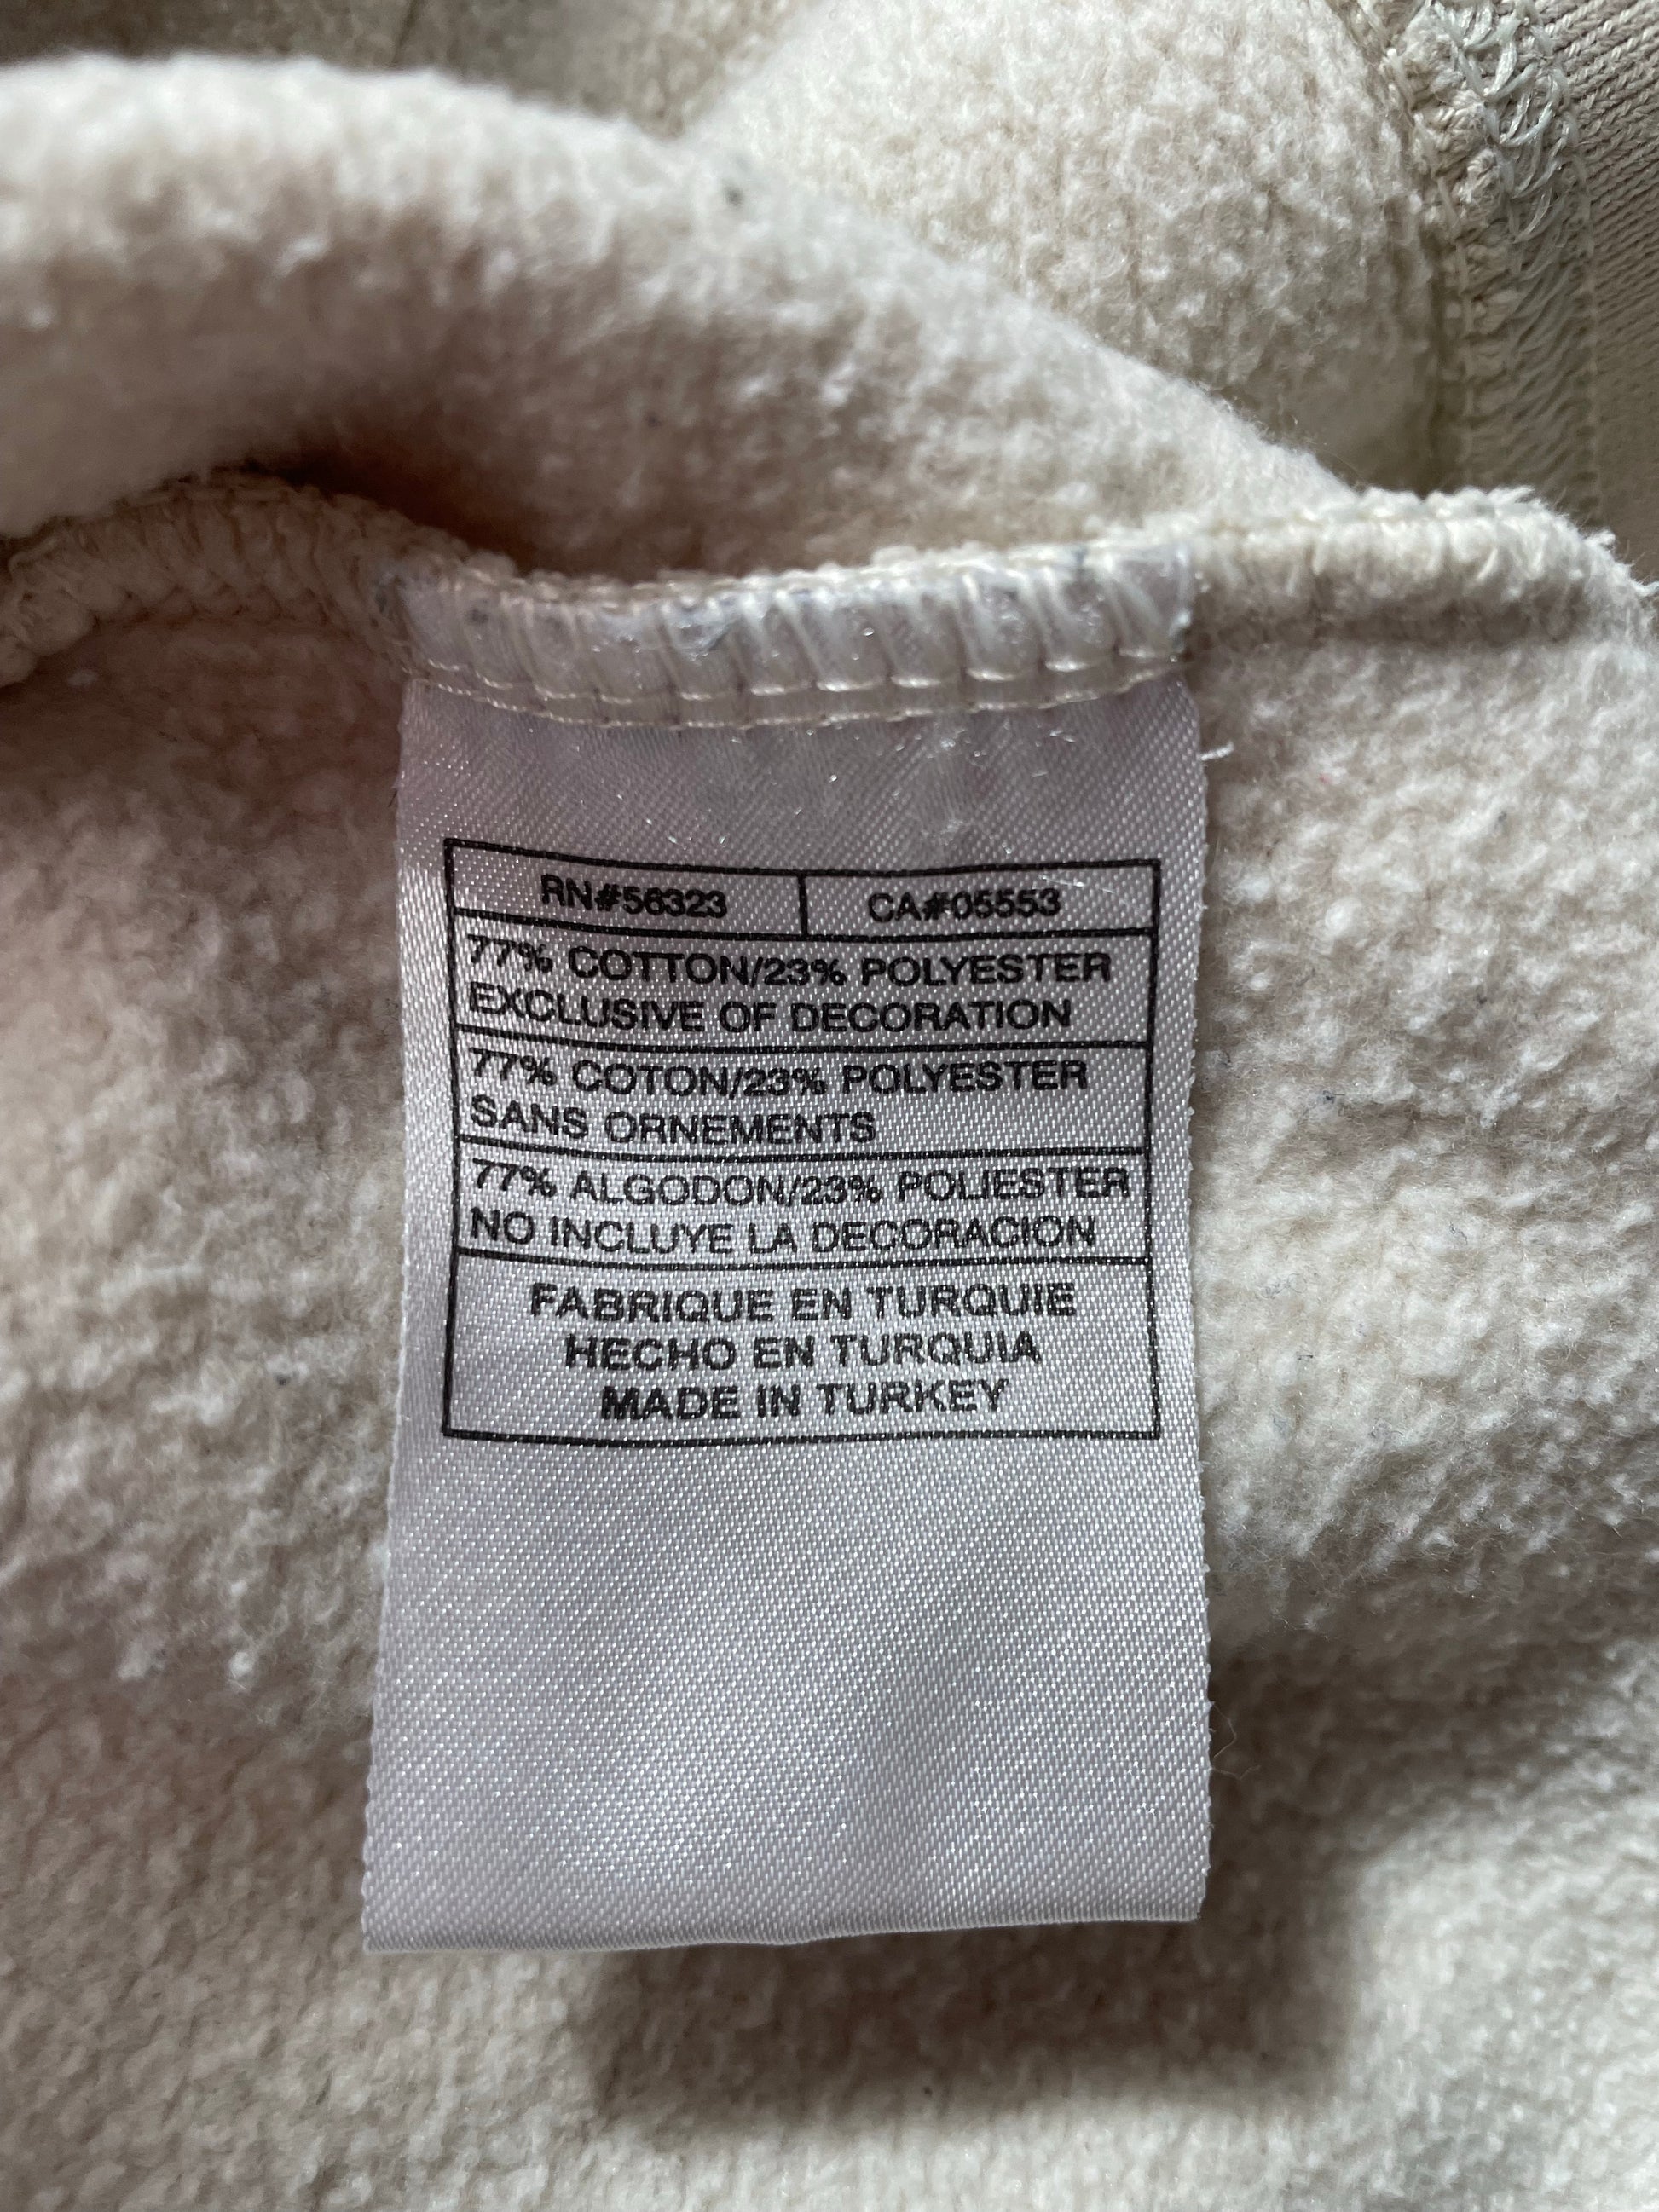 RN#56323 CA#05553
77% COTTON/23% POLYESTER
EXCLUSIVE OF DECORATION
77% COTON/23% POLYESTER
SANS ORNEMENTS
77% ALGODON/23% POLIESTER
NO INCLUYE LA DECORACION
FABRIQUE EN TURQUIE
HECHO EN TURQUIA
MADE IN TURKEY